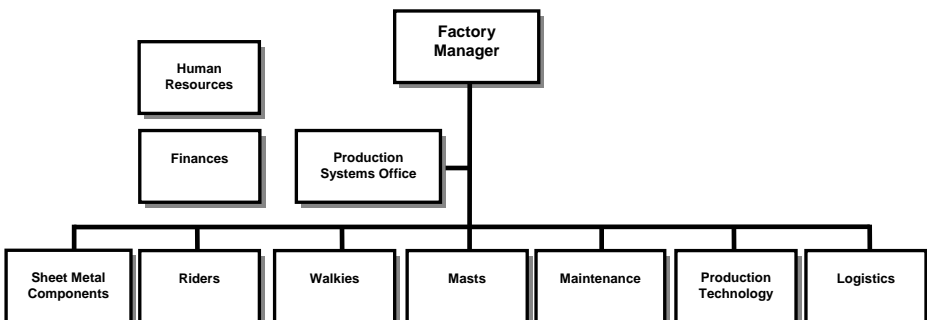 Factory
Manager
Human
Resources
Finances
Production
Systems Office
Sheet Metal
Components
Riders
Walkies
Masts
Maintenance
Production
Technology
Logistics